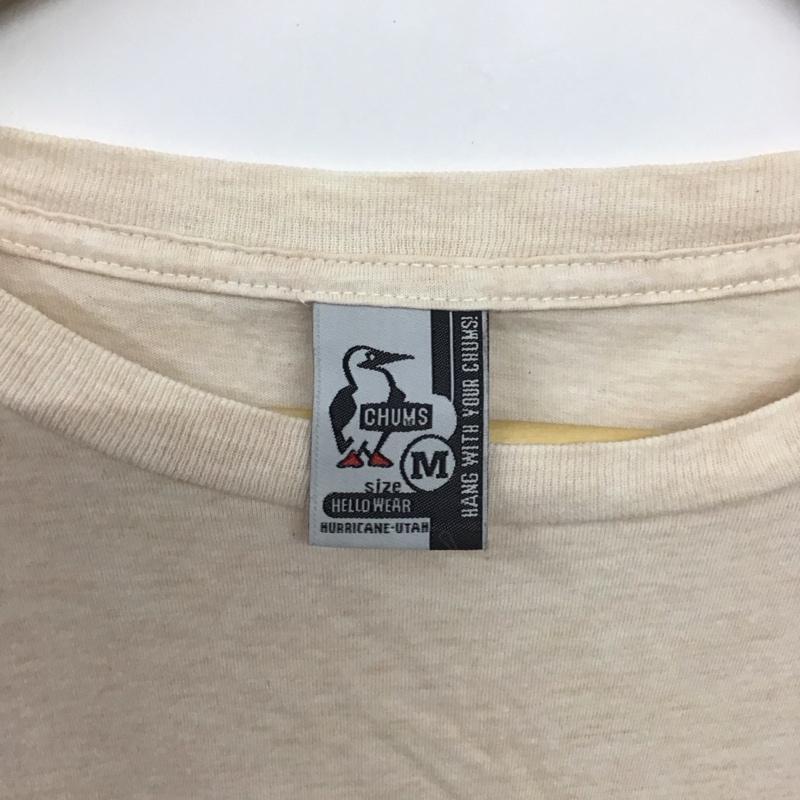 CHUMS
M
size
HELLO WEAR
HURRICANE-UTAH
HANG WITH YOUR CHUMS!